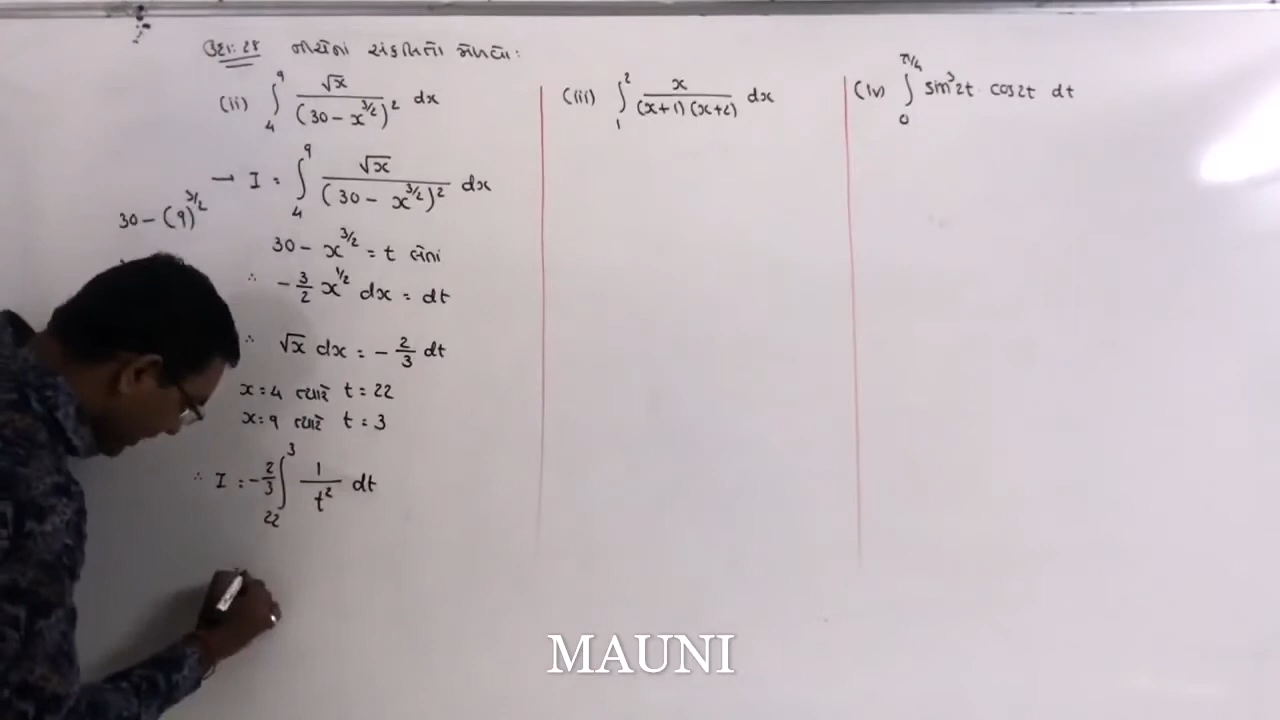 ઉદા: 28 નીચેનાં સંકલિતો મેળવો:
(ii) ∫₄⁹ √x / (30 - x^{3/2})² dx
→ I = ∫₄⁹ √x / (30 - x^{3/2})² dx
30 - (9)^{3/2}
30 - x^{3/2} = t લેતાં
∴ -3/2 x^{1/2} dx = dt
∴ √x dx = -2/3 dt
x = 4 ત્યારે t = 22
x = 9 ત્યારે t = 3
∴ I = -2/3 ∫₂₂³ 1/t² dt
(iii) ∫₁² x / (x+1)(x+2) dx
(iv) ∫₀^{π/4} sin³2t · cos2t dt
MAUNI